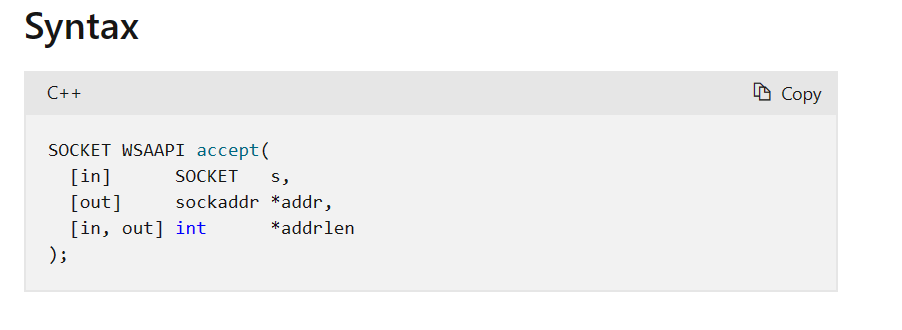 Syntax
C++
Copy
SOCKET WSAAPI accept(
  [in]      SOCKET   s,
  [out]     sockaddr *addr,
  [in, out] int      *addrlen
);